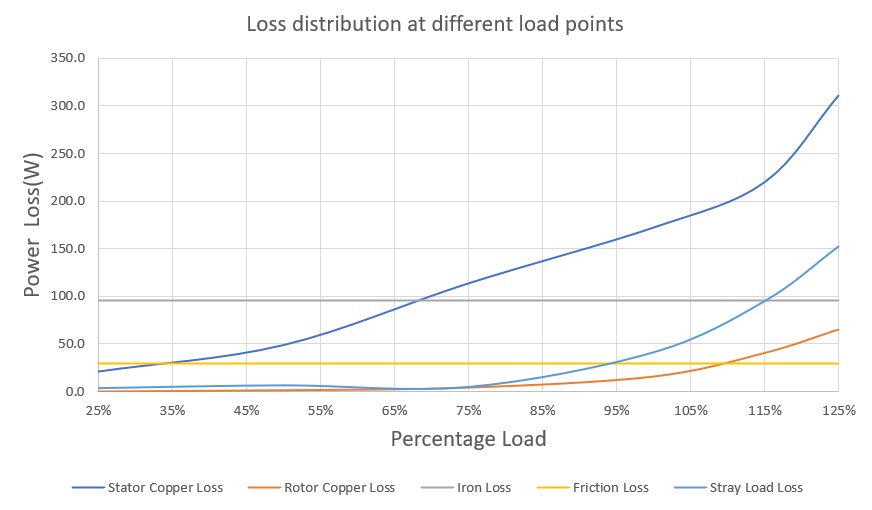 Loss distribution at different load points
350.0
300.0
250.0
200.0
150.0
100.0
50.0
0.0
Power Loss(W)
25% 35% 45% 55% 65% 75% 85% 95% 105% 115% 125%
Percentage Load
Stator Copper Loss Rotor Copper Loss Iron Loss Friction Loss Stray Load Loss